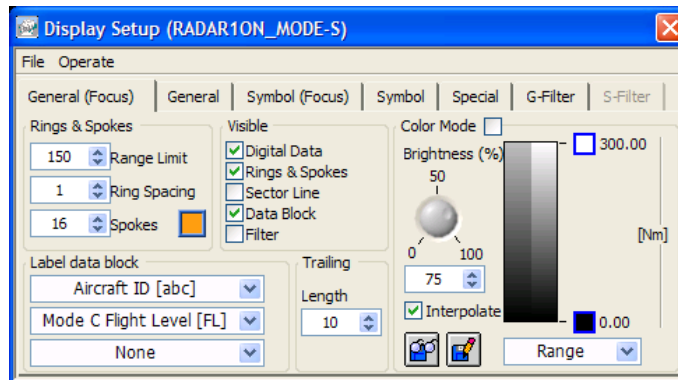 Display Setup (RADAR1ON_MODE-S)
File Operate
General (Focus) General Symbol (Focus) Symbol Special G-Filter S-Filter
Rings & Spokes
150 Range Limit
1 Ring Spacing
16 Spokes
Visible
Digital Data
Rings & Spokes
Sector Line
Data Block
Filter
Label data block
Aircraft ID [abc]
Mode C Flight Level [FL]
None
Trailing
Length
10
Color Mode
Brightness (%)
50
0 100
75
Interpolate
300.00
[Nm]
0.00
Range